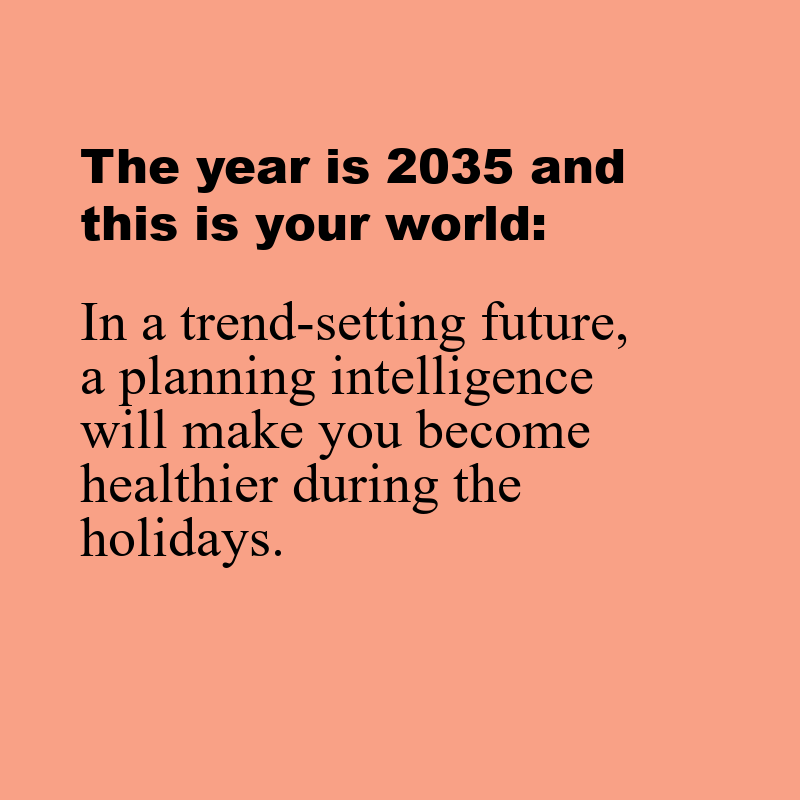 The year is 2035 and
this is your world:
In a trend-setting future,
a planning intelligence
will make you become
healthier during the
holidays.